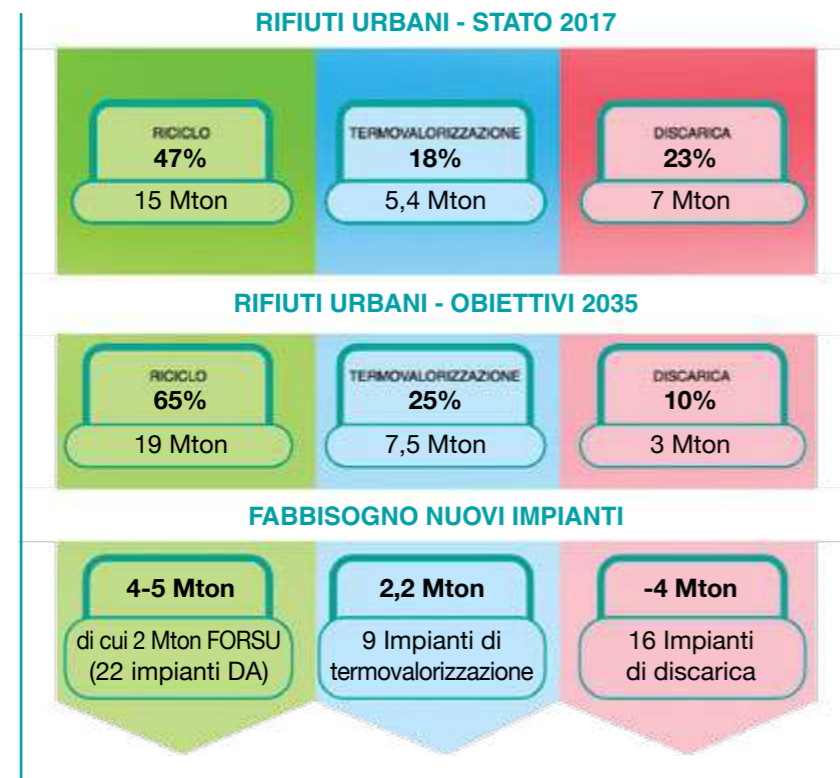 RIFIUTI URBANI - STATO 2017
RICICLO
47%
15 Mton
TERMOVALORIZZAZIONE
18%
5,4 Mton
DISCARICA
23%
7 Mton
RIFIUTI URBANI - OBIETTIVI 2035
RICICLO
65%
19 Mton
TERMOVALORIZZAZIONE
25%
7,5 Mton
DISCARICA
10%
3 Mton
FABBISOGNO NUOVI IMPIANTI
4-5 Mton
di cui 2 Mton FORSU
(22 impianti DA)
2,2 Mton
9 Impianti di
termovalorizzazione
-4 Mton
16 Impianti
di discarica